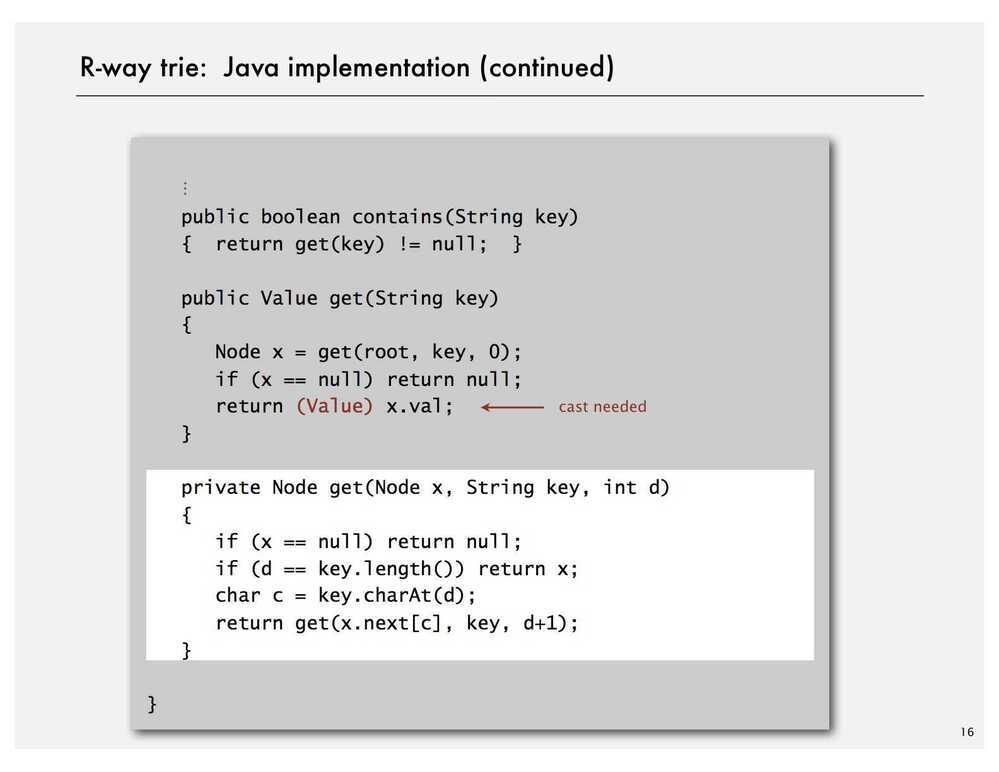 R-way trie: Java implementation (continued)
⋮
public boolean contains(String key)
{ return get(key) != null; }
public Value get(String key)
{
Node x = get(root, key, 0);
if (x == null) return null;
return (Value) x.val; cast needed
}
private Node get(Node x, String key, int d)
{
if (x == null) return null;
if (d == key.length()) return x;
char c = key.charAt(d);
return get(x.next[c], key, d+1);
}
}
16